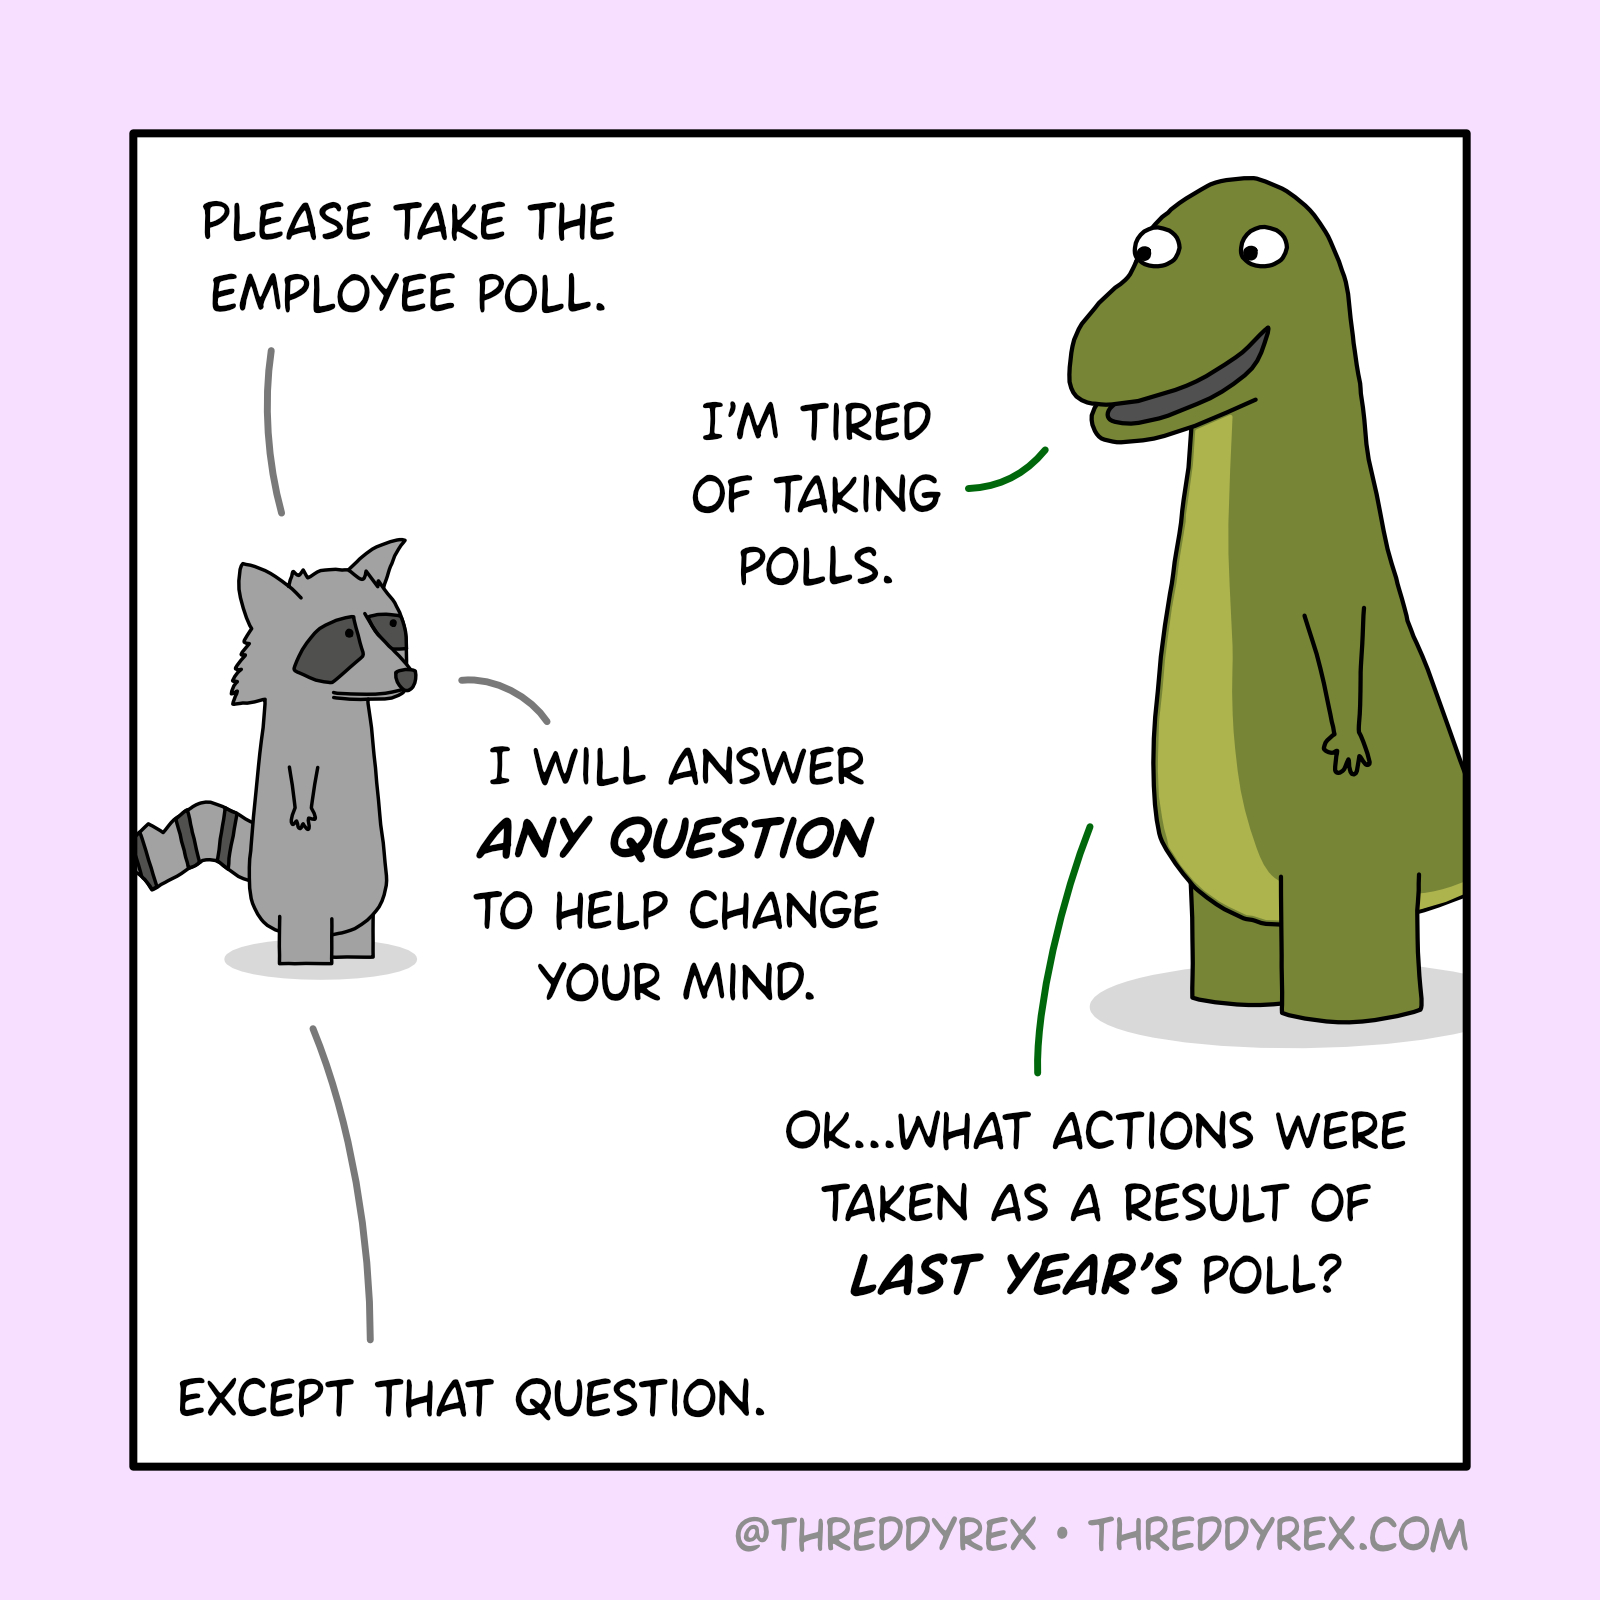 PLEASE TAKE THE
EMPLOYEE POLL.
I'M TIRED
OF TAKING
POLLS.
I WILL ANSWER
ANY QUESTION
TO HELP CHANGE
YOUR MIND.
OK...WHAT ACTIONS WERE
TAKEN AS A RESULT OF
LAST YEAR'S POLL?
EXCEPT THAT QUESTION.
@THREDDYREX • THREDDYREX.COM